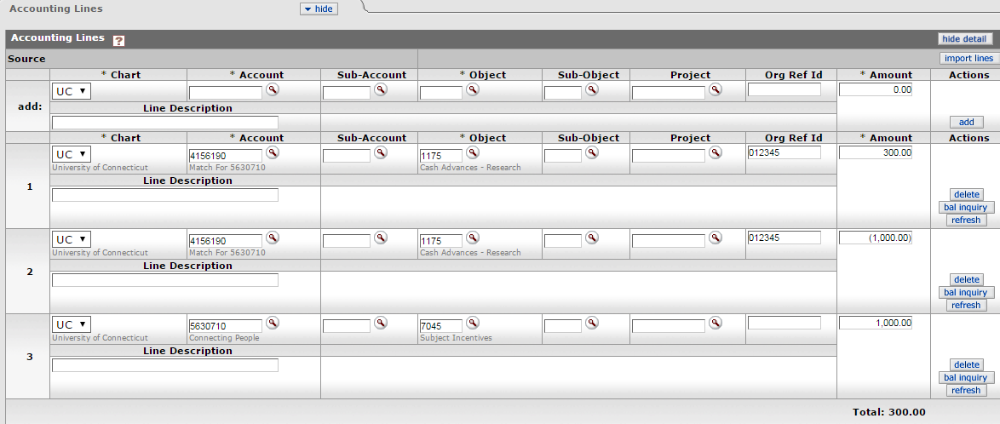 Accounting Lines
hide
Accounting Lines ?
hide detail
Source
import lines
* Chart * Account Sub-Account * Object Sub-Object Project Org Ref Id * Amount Actions
add:
UC
0.00
Line Description
add
* Chart * Account Sub-Account * Object Sub-Object Project Org Ref Id * Amount Actions
1
UC 4156190 1175 012345 300.00
University of Connecticut Match For 5630710 Cash Advances - Research
Line Description
delete
bal inquiry
refresh
2
UC 4156190 1175 012345 (1,000.00)
University of Connecticut Match For 5630710 Cash Advances - Research
Line Description
delete
bal inquiry
refresh
3
UC 5630710 7045 1,000.00
University of Connecticut Connecting People Subject Incentives
Line Description
delete
bal inquiry
refresh
Total: 300.00